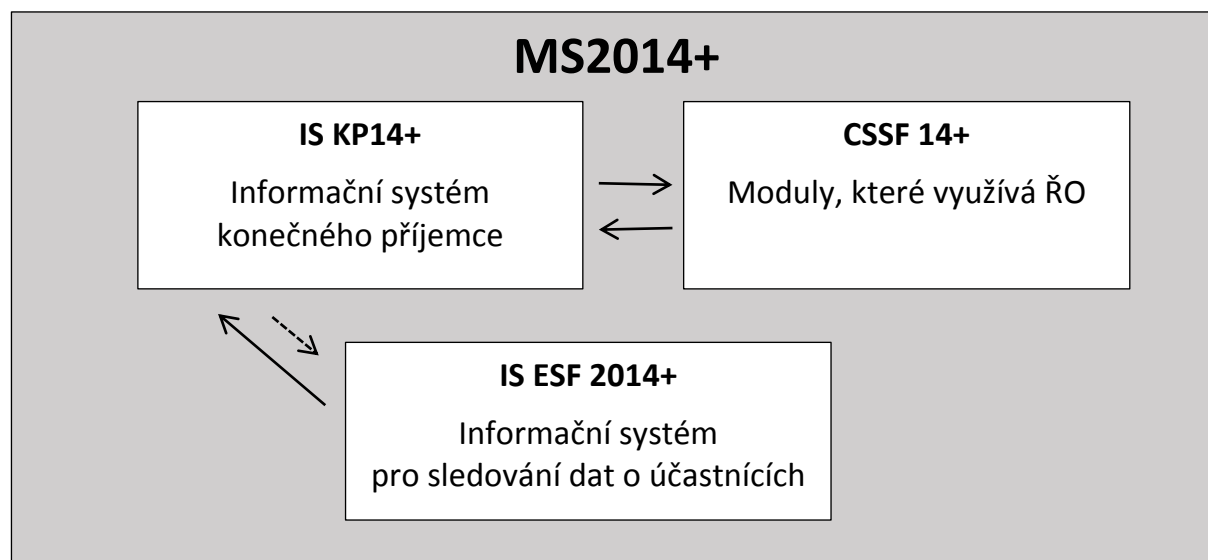 MS2014+
IS KP14+
Informační systém
konečného příjemce
CSSF 14+
Moduly, které využívá ŘO
IS ESF 2014+
Informační systém
pro sledování dat o účastnících